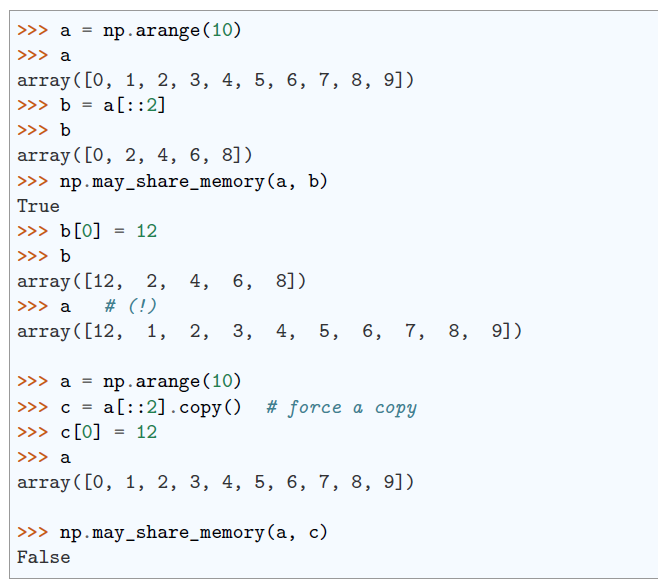 >>> a = np.arange(10)
>>> a
array([0, 1, 2, 3, 4, 5, 6, 7, 8, 9])
>>> b = a[::2]
>>> b
array([0, 2, 4, 6, 8])
>>> np.may_share_memory(a, b)
True
>>> b[0] = 12
>>> b
array([12,  2,  4,  6,  8])
>>> a   # (!)
array([12,  1,  2,  3,  4,  5,  6,  7,  8,  9])

>>> a = np.arange(10)
>>> c = a[::2].copy()  # force a copy
>>> c[0] = 12
>>> a
array([0, 1, 2, 3, 4, 5, 6, 7, 8, 9])

>>> np.may_share_memory(a, c)
False